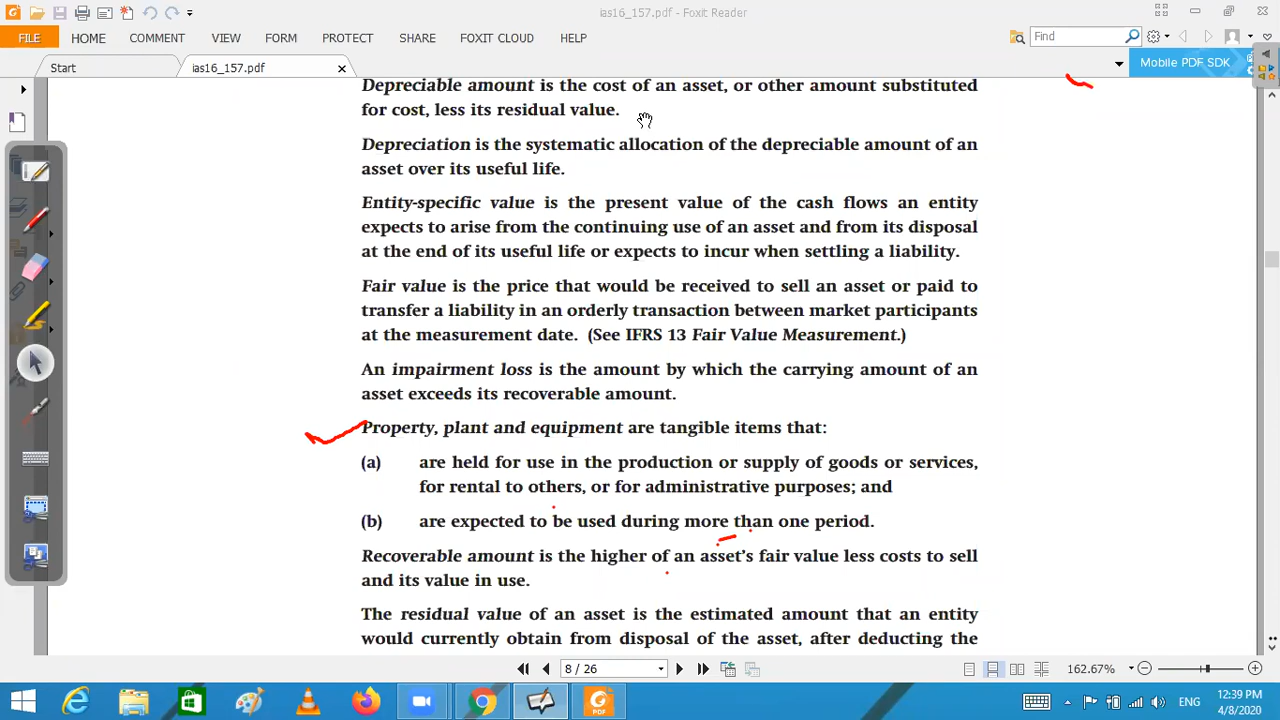 ias16_157.pdf - Foxit Reader
FILE HOME COMMENT VIEW FORM PROTECT SHARE FOXIT CLOUD HELP Find
Start ias16_157.pdf Mobile PDF SDK
Depreciable amount is the cost of an asset, or other amount substituted
for cost, less its residual value.
Depreciation is the systematic allocation of the depreciable amount of an
asset over its useful life.
Entity-specific value is the present value of the cash flows an entity
expects to arise from the continuing use of an asset and from its disposal
at the end of its useful life or expects to incur when settling a liability.
Fair value is the price that would be received to sell an asset or paid to
transfer a liability in an orderly transaction between market participants
at the measurement date. (See IFRS 13 Fair Value Measurement.)
An impairment loss is the amount by which the carrying amount of an
asset exceeds its recoverable amount.
Property, plant and equipment are tangible items that:
(a) are held for use in the production or supply of goods or services,
for rental to others, or for administrative purposes; and
(b) are expected to be used during more than one period.
Recoverable amount is the higher of an asset's fair value less costs to sell
and its value in use.
The residual value of an asset is the estimated amount that an entity
would currently obtain from disposal of the asset, after deducting the
8 / 26 162.67%
ENG 12:39 PM
4/8/2020